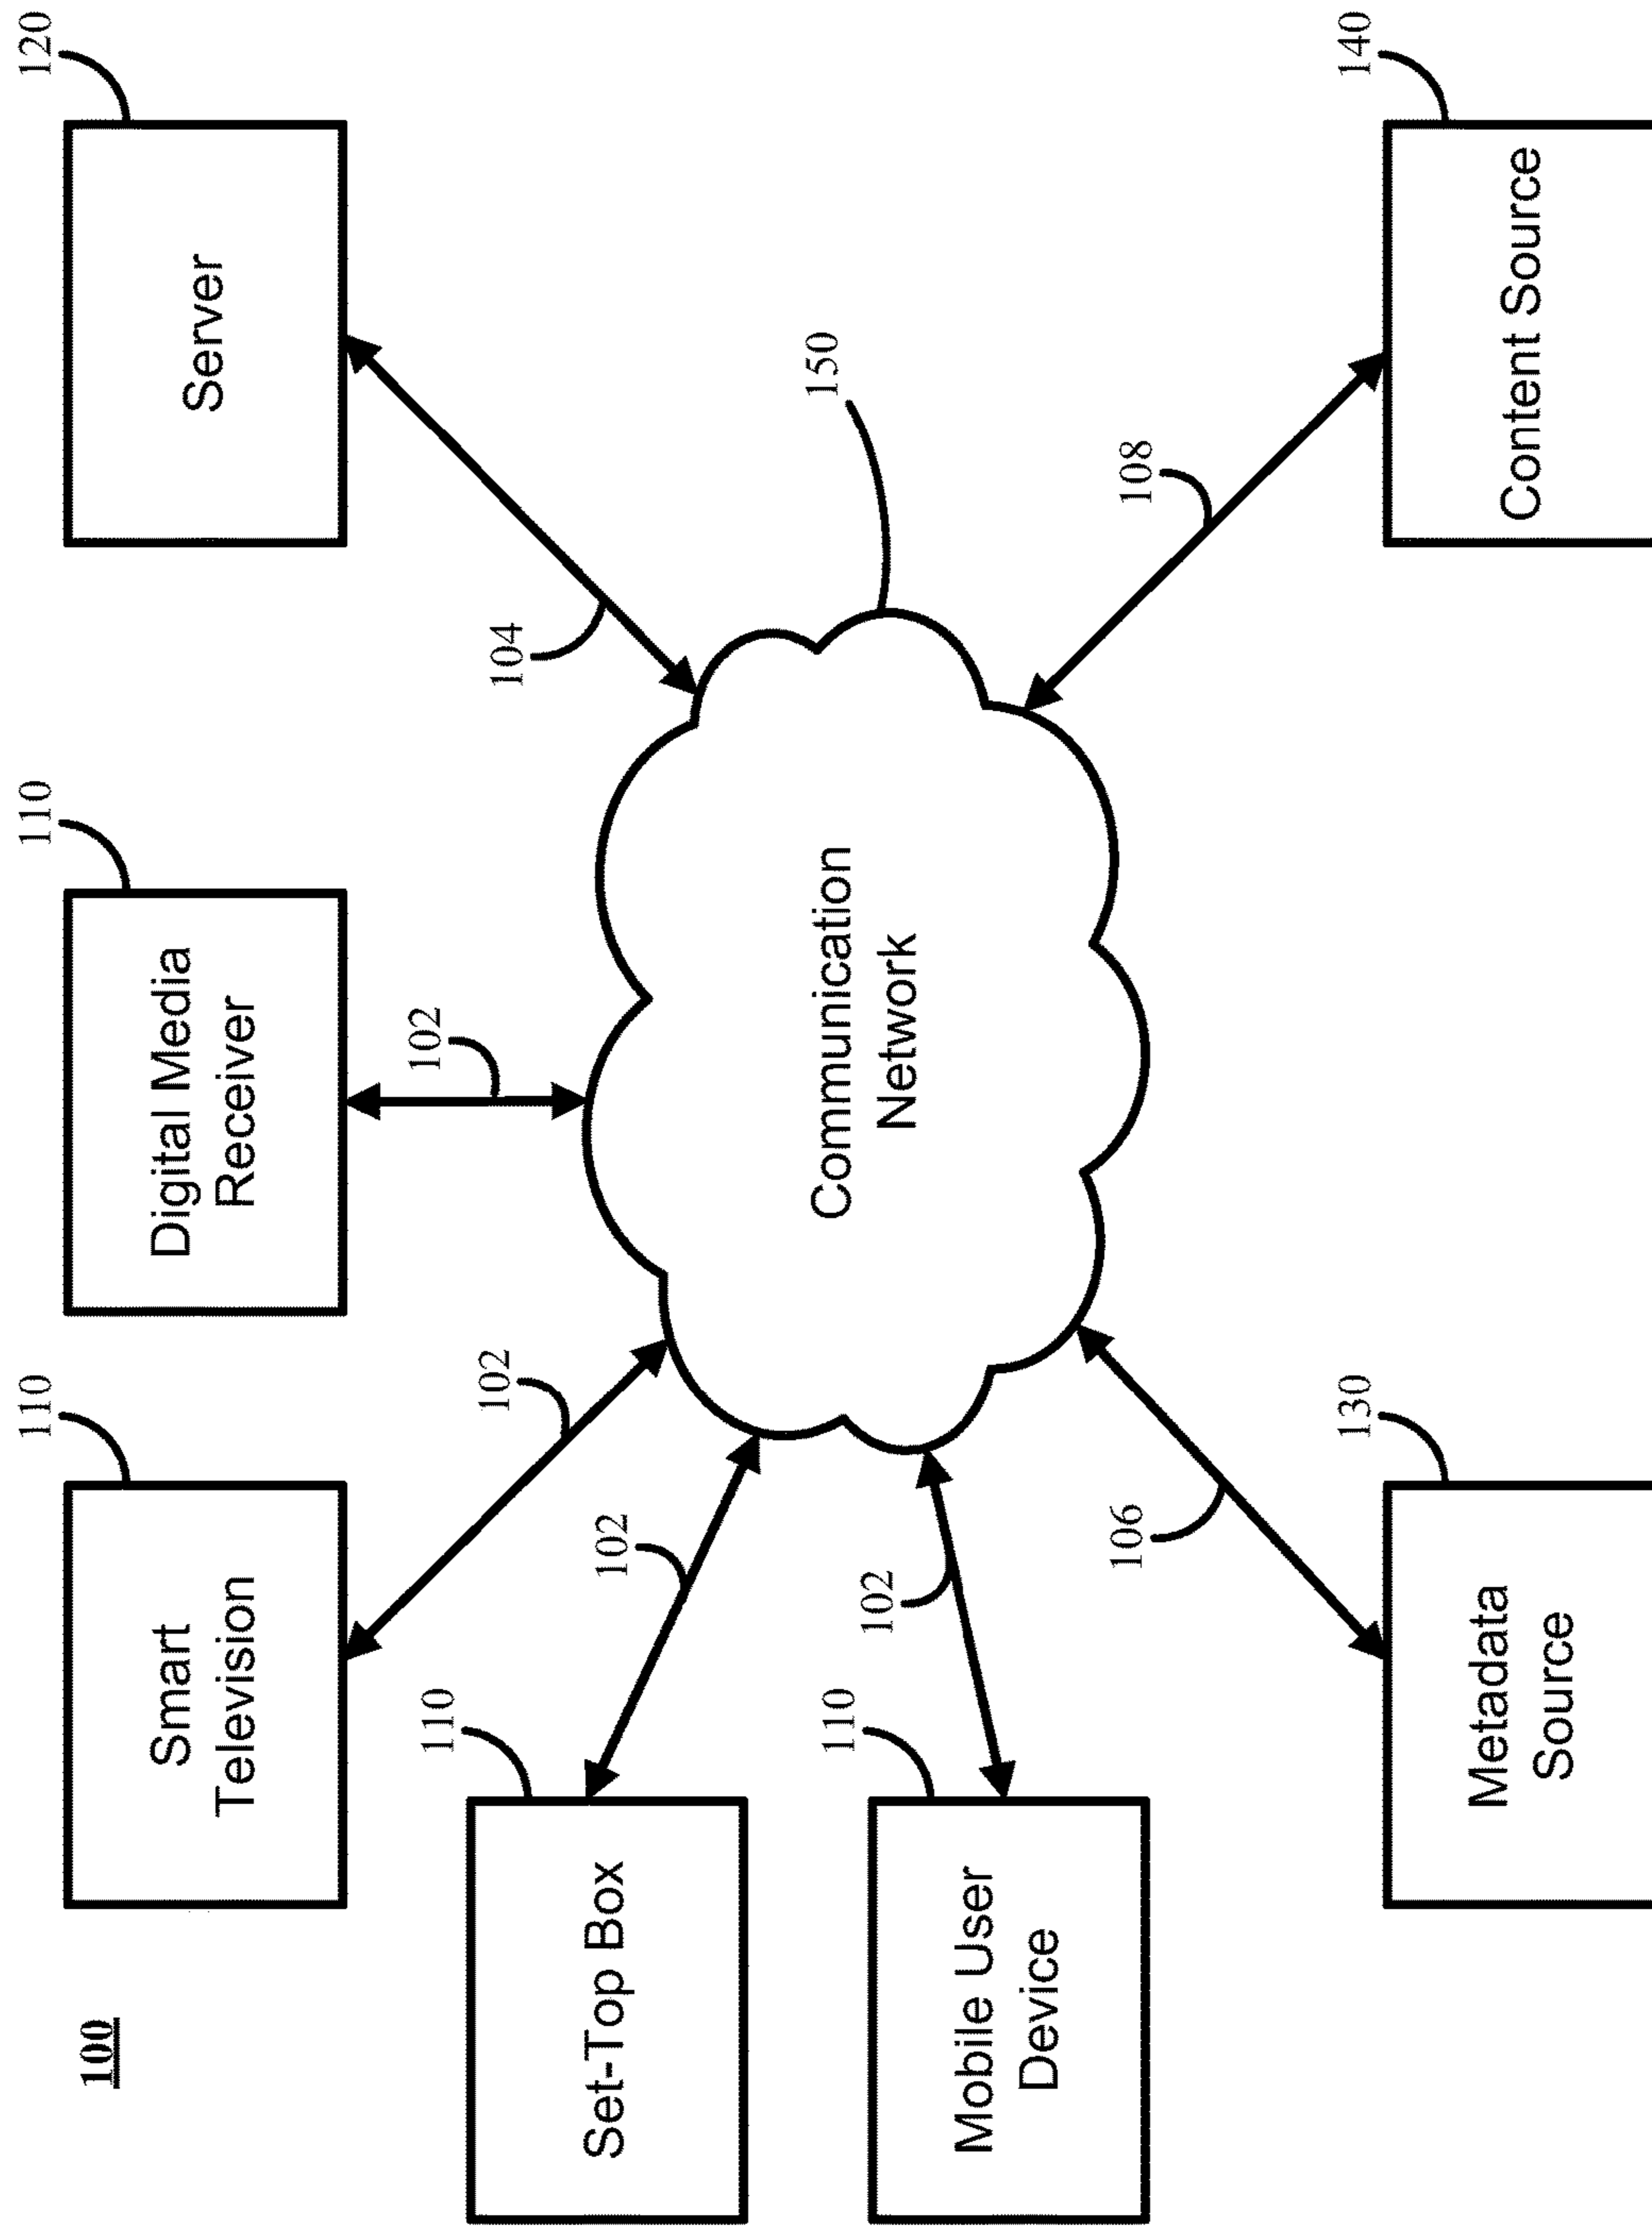 100
110
Smart
Television
110
Digital Media
Receiver
120
Server
102
102
104
110
Set-Top Box
102
150
Communication
Network
110
Mobile User
Device
102
106
108
130
Metadata
Source
140
Content Source